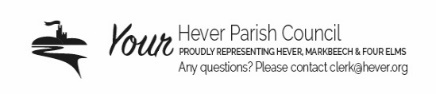 Your Hever Parish Council
PROUDLY REPRESENTING HEVER, MARKBEECH & FOUR ELMS
Any questions? Please contact clerk@hever.org